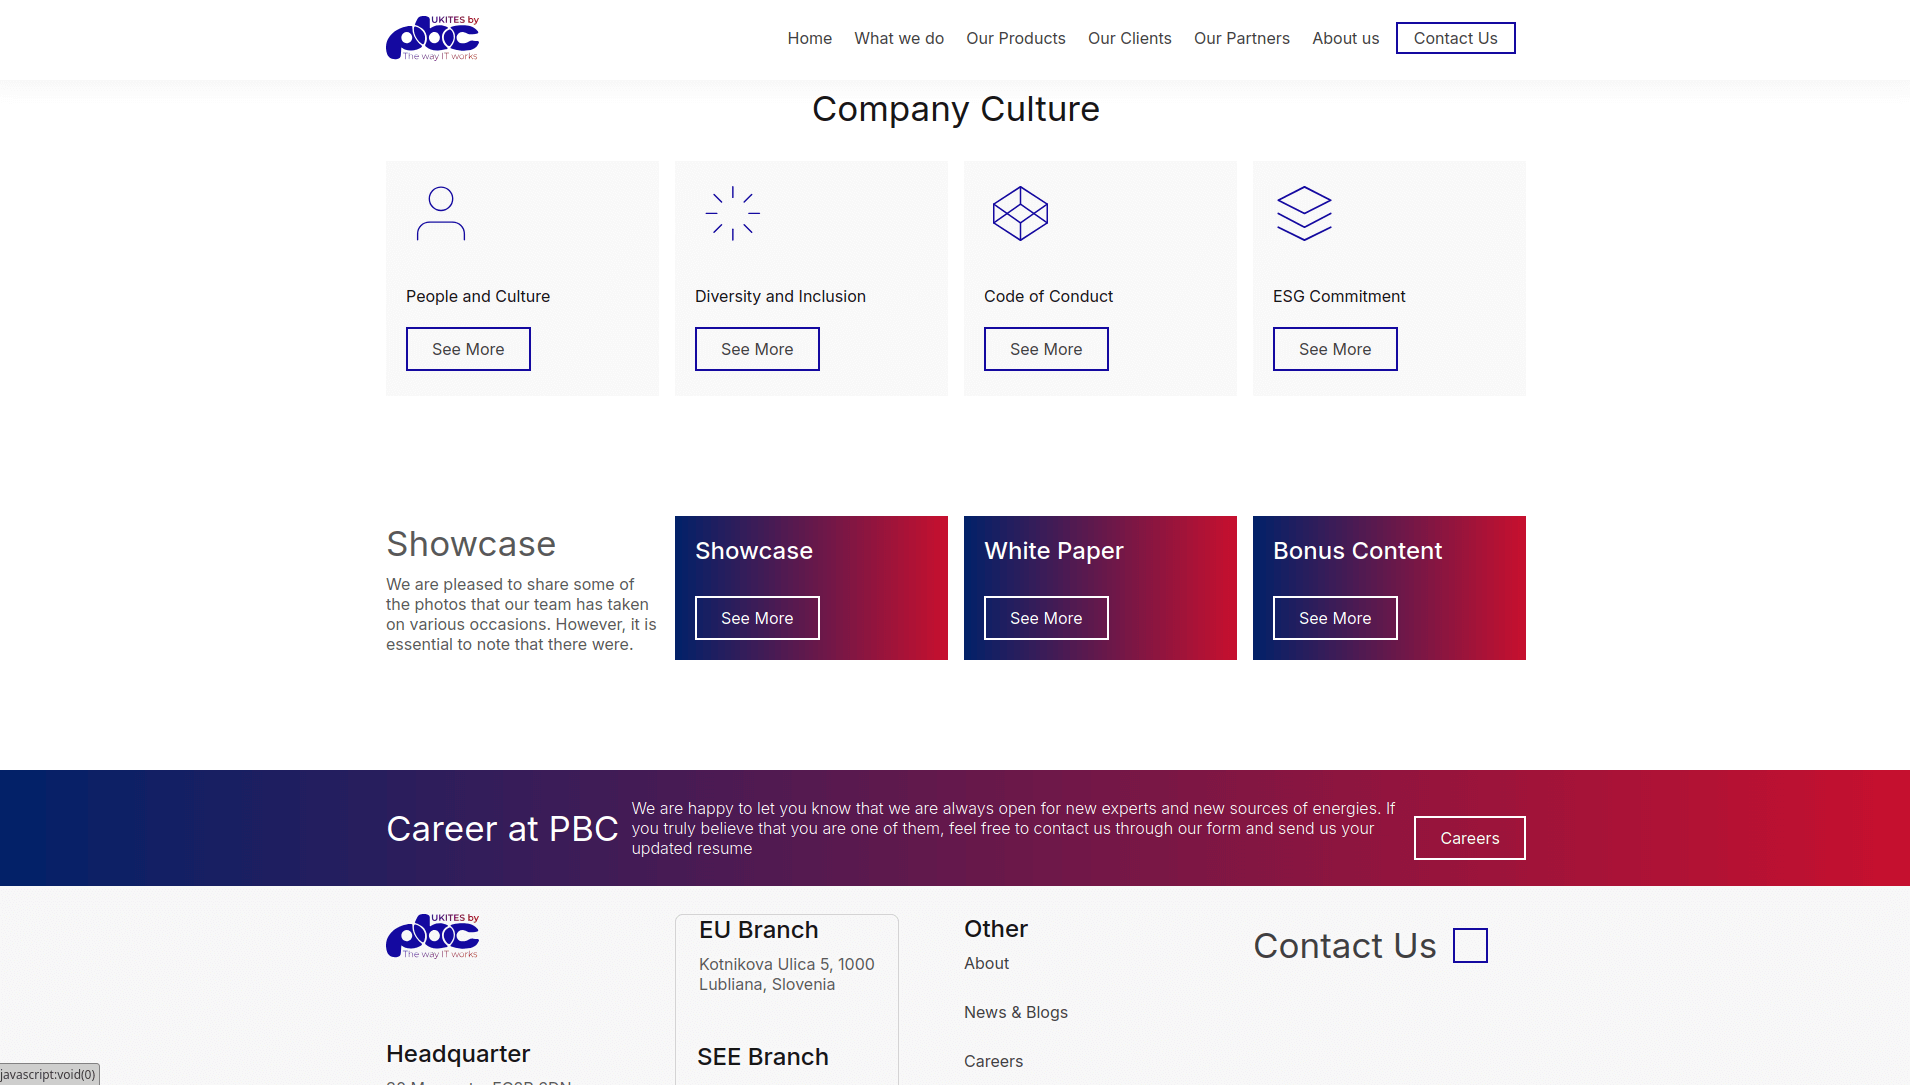 UKITES by
pbc
The way IT works
Home
What we do
Our Products
Our Clients
Our Partners
About us
Contact Us
Company Culture
People and Culture
Diversity and Inclusion
Code of Conduct
ESG Commitment
See More
See More
See More
See More
Showcase
We are pleased to share some of
the photos that our team has taken
on various occasions. However, it is
essential to note that there were.
Showcase
See More
White Paper
See More
Bonus Content
See More
Career at PBC
We are happy to let you know that we are always open for new experts and new sources of energies. If
you truly believe that you are one of them, feel free to contact us through our form and send us your
updated resume
Careers
UKITES by
pbc
The way IT works
Headquarter
EU Branch
Kotnikova Ulica 5, 1000
Lubliana, Slovenia
SEE Branch
Other
About
News & Blogs
Careers
Contact Us
javascript:void(0)